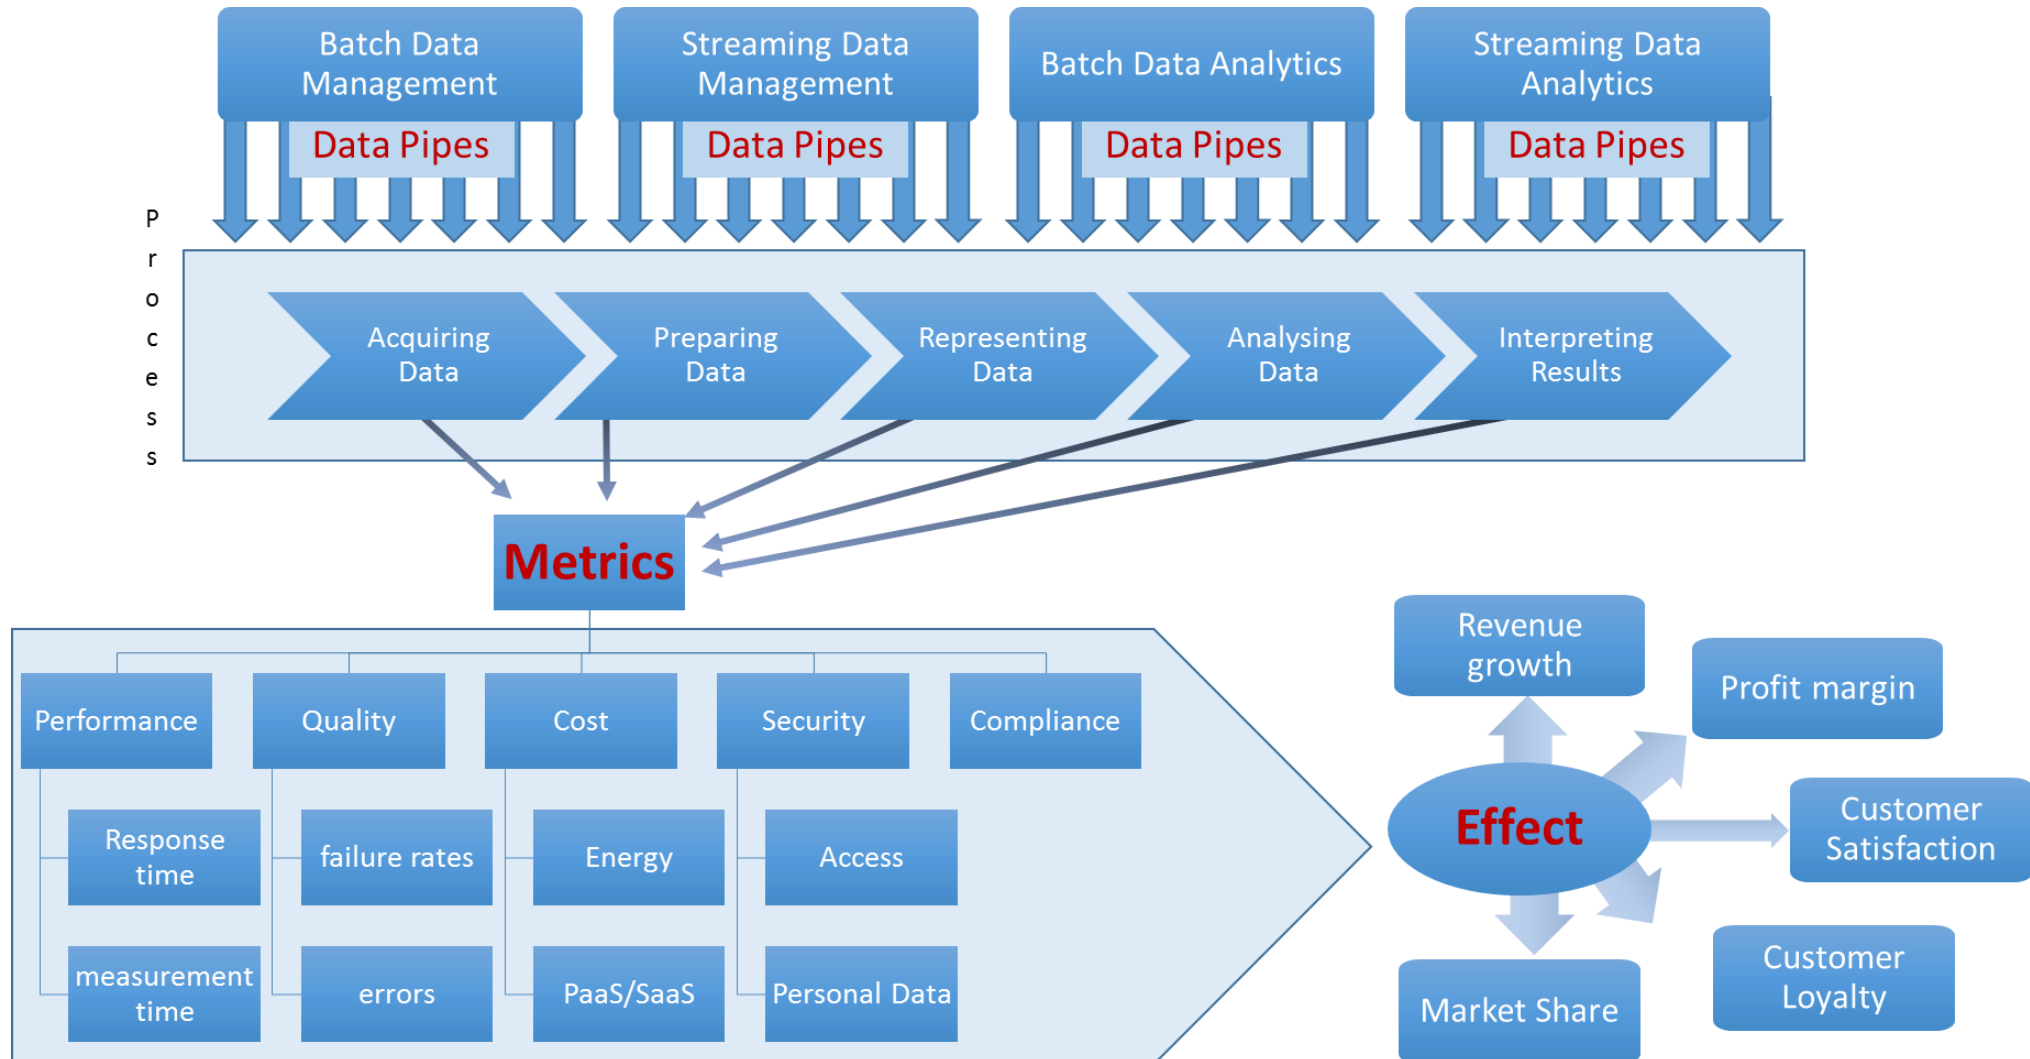 Batch Data
Management
Streaming Data
Management
Batch Data Analytics
Streaming Data
Analytics
Data Pipes
Data Pipes
Data Pipes
Data Pipes
Process
Acquiring
Data
Preparing
Data
Representing
Data
Analysing
Data
Interpreting
Results
Metrics
Performance
Quality
Cost
Security
Compliance
Response
time
failure rates
Energy
Access
measurement
time
errors
PaaS/SaaS
Personal Data
Revenue
growth
Profit margin
Effect
Customer
Satisfaction
Customer
Loyalty
Market Share